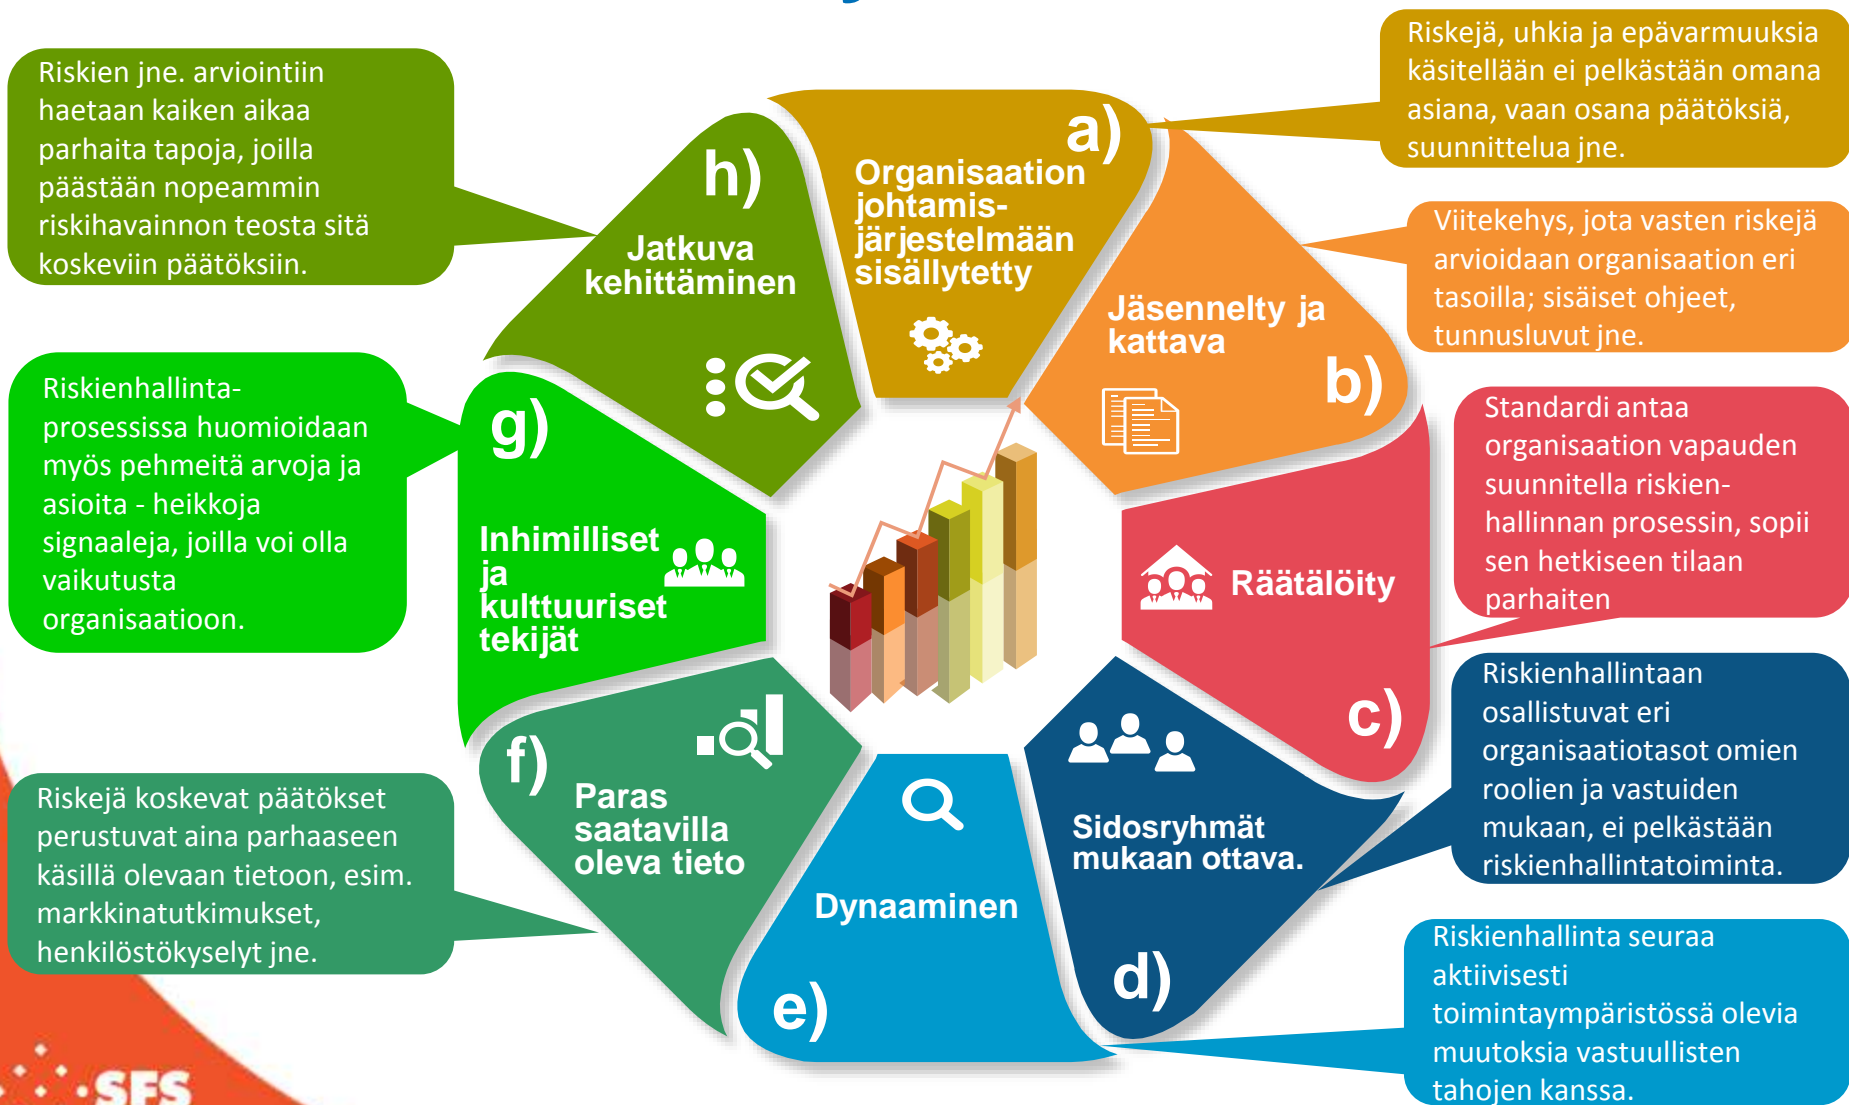 Riskejä, uhkia ja epävarmuuksia
käsitellään ei pelkästään omana
asiana, vaan osana päätöksiä,
suunnittelua jne.
a)
Organisaation
johtamis-
järjestelmään
sisällytetty
Viitekehys, jota vasten riskejä
arvioidaan organisaation eri
tasoilla; sisäiset ohjeet,
tunnusluvut jne.
Jäsennelty ja
kattava
b)
Standardi antaa
organisaation vapauden
suunnitella riskien-
hallinnan prosessin, sopii
sen hetkiseen tilaan
parhaiten
Räätälöity
c)
Riskienhallintaan
osallistuvat eri
organisaatiotasot omien
roolien ja vastuiden
mukaan, ei pelkästään
riskienhallintatoiminta.
Sidosryhmät
mukaan ottava.
d)
Riskienhallinta seuraa
aktiivisesti
toimintaympäristössä olevia
muutoksia vastuullisten
tahojen kanssa.
Dynaaminen
e)
f)
Paras
saatavilla
oleva tieto
Riskejä koskevat päätökset
perustuvat aina parhaaseen
käsillä olevaan tietoon, esim.
markkinatutkimukset,
henkilöstökyselyt jne.
g)
Inhimilliset
ja
kulttuuriset
tekijät
Riskienhallinta-
prosessissa huomioidaan
myös pehmeitä arvoja ja
asioita - heikkoja
signaaleja, joilla voi olla
vaikutusta
organisaatioon.
h)
Jatkuva
kehittäminen
Riskien jne. arviointiin
haetaan kaiken aikaa
parhaita tapoja, joilla
päästään nopeammin
riskihavainnon teosta sitä
koskeviin päätöksiin.
SFS